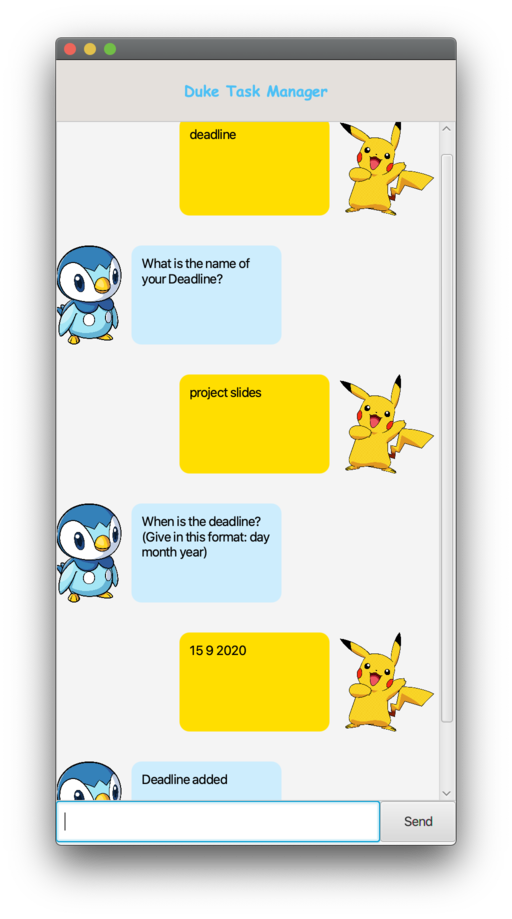 Duke Task Manager
deadline
What is the name of
your Deadline?
project slides
When is the deadline?
(Give in this format: day
month year)
15 9 2020
Deadline added
Send